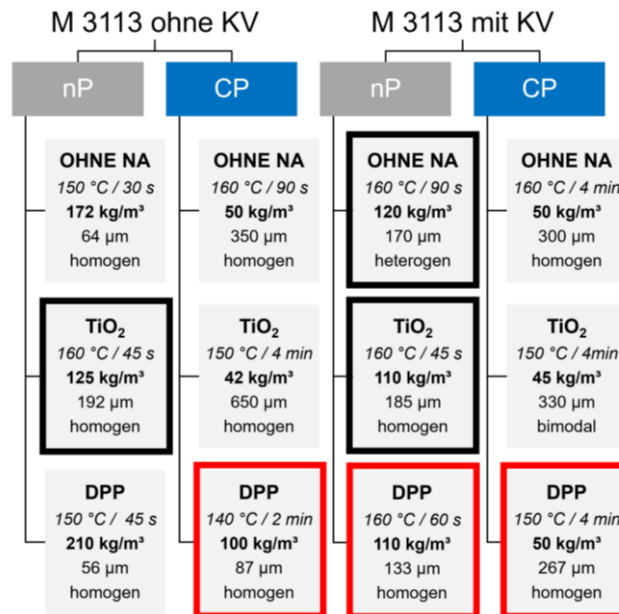 M 3113 ohne KV
nP
OHNE NA
150 °C / 30 s
172 kg/m³
64 µm
homogen
TiO₂
160 °C / 45 s
125 kg/m³
192 µm
homogen
DPP
150 °C / 45 s
210 kg/m³
56 µm
homogen
CP
OHNE NA
160 °C / 90 s
50 kg/m³
350 µm
homogen
TiO₂
150 °C / 4 min
42 kg/m³
650 µm
homogen
DPP
140 °C / 2 min
100 kg/m³
87 µm
homogen
M 3113 mit KV
nP
OHNE NA
160 °C / 90 s
120 kg/m³
170 µm
heterogen
TiO₂
160 °C / 45 s
110 kg/m³
185 µm
homogen
DPP
160 °C / 60 s
110 kg/m³
133 µm
homogen
CP
OHNE NA
160 °C / 4 min
50 kg/m³
300 µm
homogen
TiO₂
150 °C / 4min
45 kg/m³
330 µm
bimodal
DPP
150 °C / 4 min
50 kg/m³
267 µm
homogen